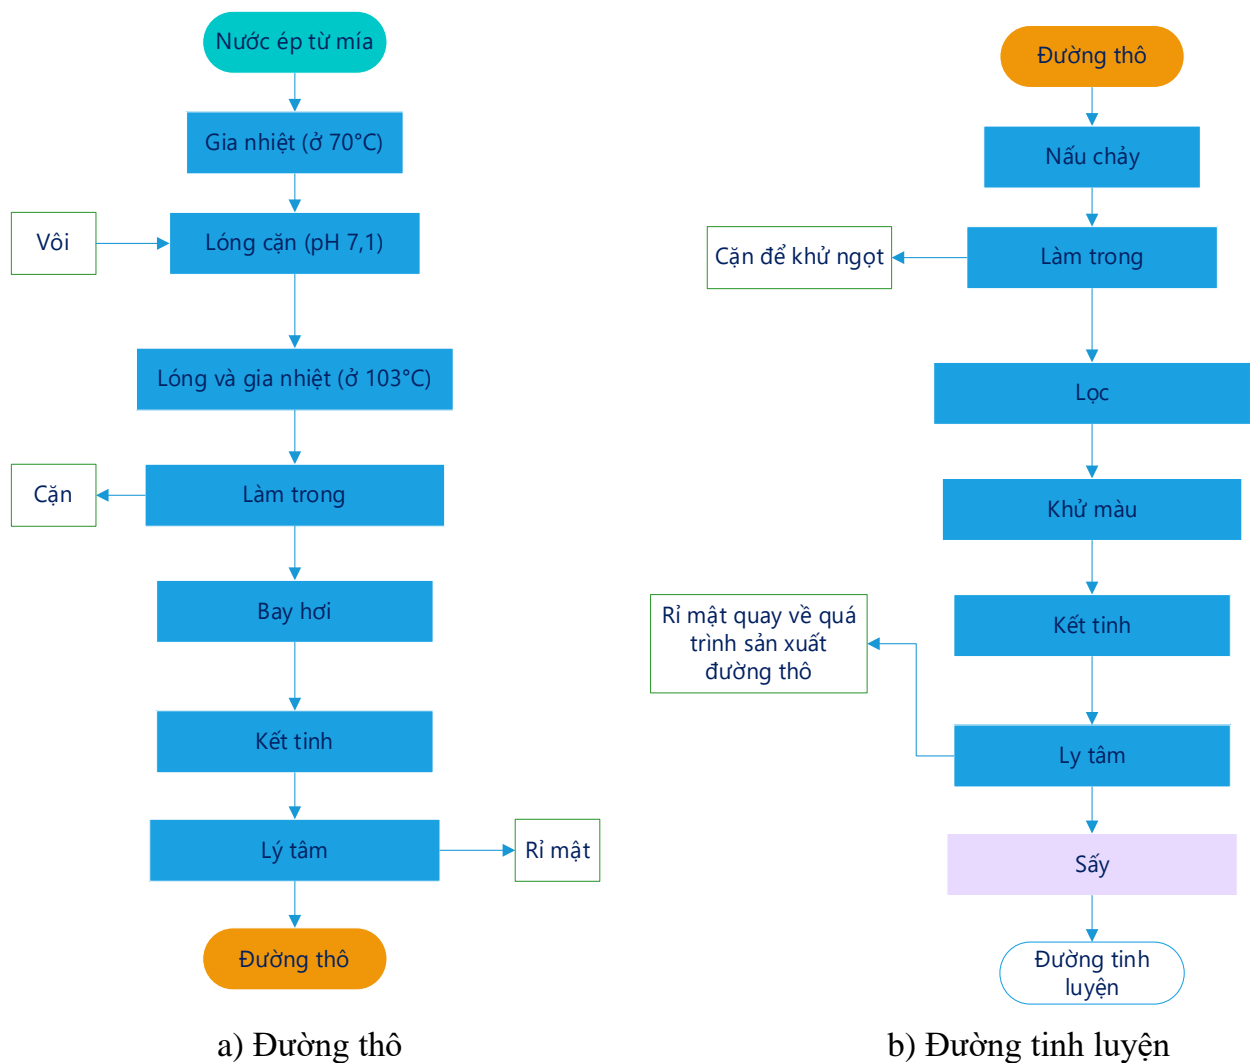 Nước ép từ mía
Gia nhiệt (ở 70°C)
Vôi
Lóng cặn (pH 7,1)
Lóng và gia nhiệt (ở 103°C)
Cặn
Làm trong
Bay hơi
Kết tinh
Lý tâm
Rỉ mật
Đường thô
a) Đường thô
Đường thô
Nấu chảy
Cặn để khử ngọt
Làm trong
Lọc
Khử màu
Rỉ mật quay về quá
trình sản xuất
đường thô
Kết tinh
Ly tâm
Sấy
Đường tinh
luyện
b) Đường tinh luyện